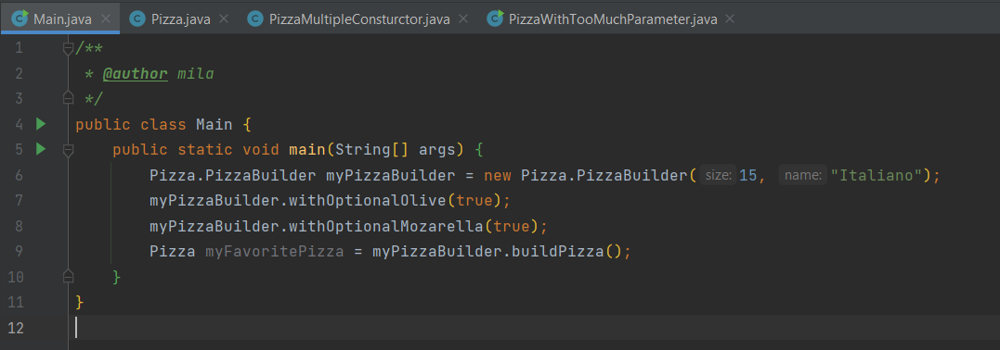 Main.java Pizza.java PizzaMultipleConsturctor.java PizzaWithTooMuchParameter.java
1 /**
2 * @author mila
3 */
4 public class Main {
5 public static void main(String[] args) {
6 Pizza.PizzaBuilder myPizzaBuilder = new Pizza.PizzaBuilder( size: 15, name: "Italiano");
7 myPizzaBuilder.withOptionalOlive(true);
8 myPizzaBuilder.withOptionalMozarella(true);
9 Pizza myFavoritePizza = myPizzaBuilder.buildPizza();
10 }
11 }
12